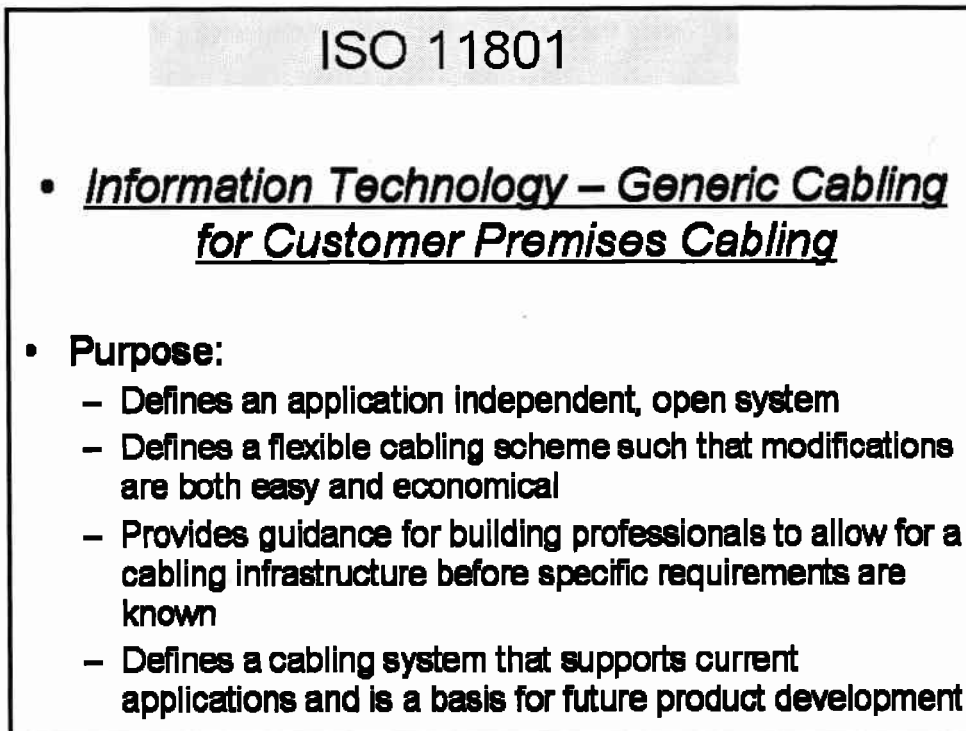 ISO 11801
• Information Technology – Generic Cabling
for Customer Premises Cabling
• Purpose:
– Defines an application independent, open system
– Defines a flexible cabling scheme such that modifications
are both easy and economical
– Provides guidance for building professionals to allow for a
cabling infrastructure before specific requirements are
known
– Defines a cabling system that supports current
applications and is a basis for future product development